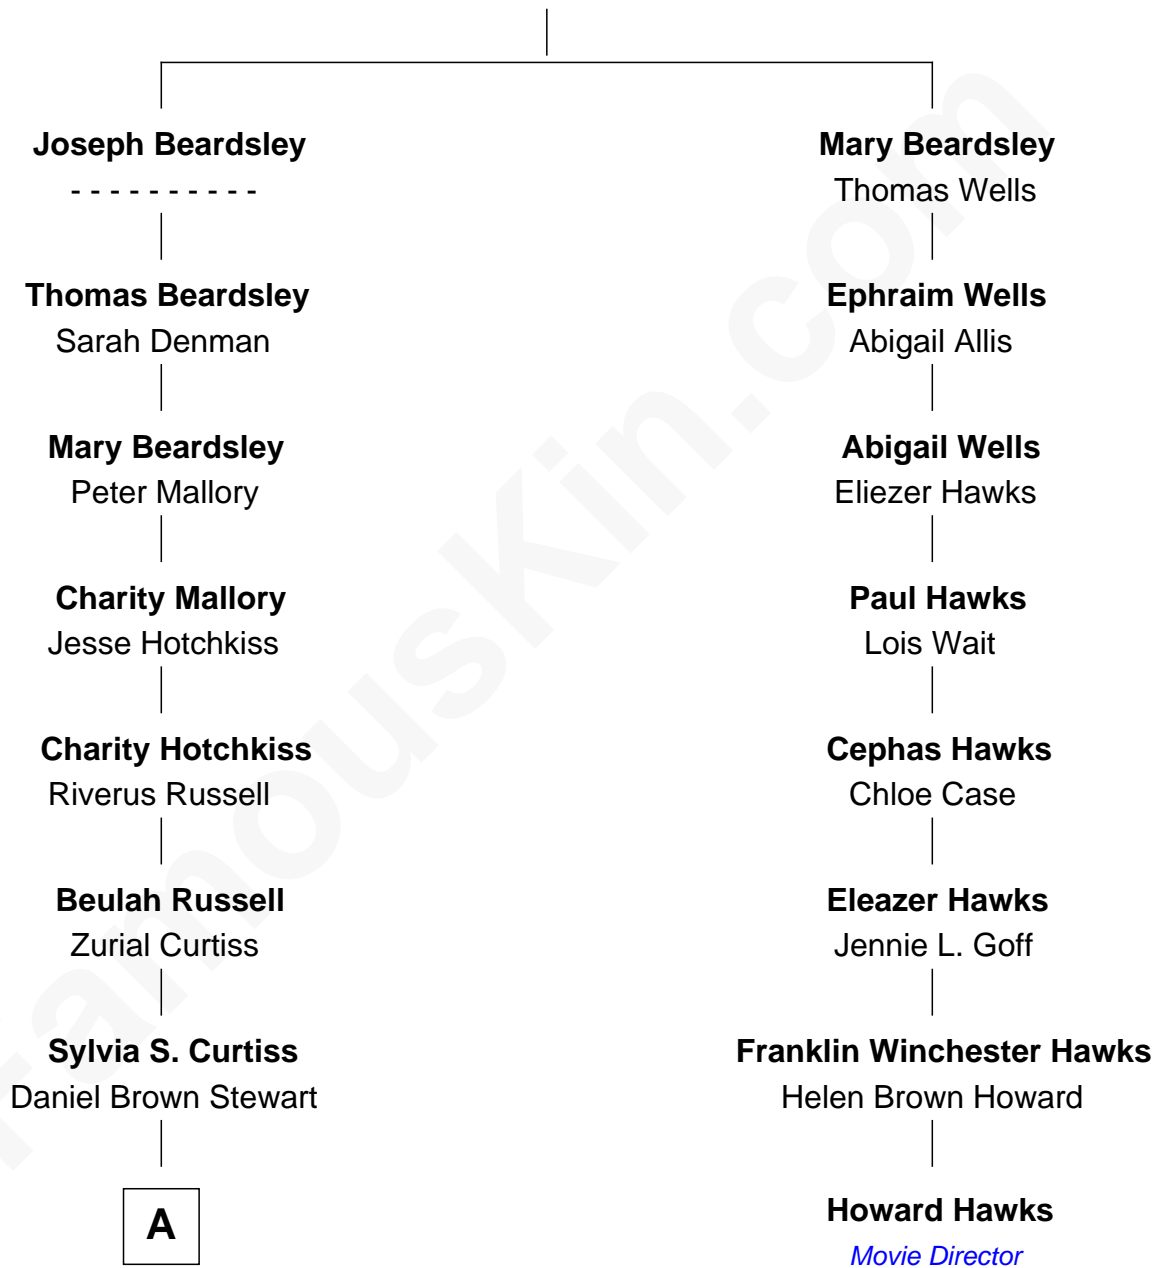 Joseph Beardsley
- - - - - - - - - -
Thomas Beardsley
Sarah Denman
Mary Beardsley
Peter Mallory
Charity Mallory
Jesse Hotchkiss
Charity Hotchkiss
Riverus Russell
Beulah Russell
Zurial Curtiss
Sylvia S. Curtiss
Daniel Brown Stewart
A
Mary Beardsley
Thomas Wells
Ephraim Wells
Abigail Allis
Abigail Wells
Eliezer Hawks
Paul Hawks
Lois Wait
Cephas Hawks
Chloe Case
Eleazer Hawks
Jennie L. Goff
Franklin Winchester Hawks
Helen Brown Howard
Howard Hawks
Movie Director
FamousKin.com